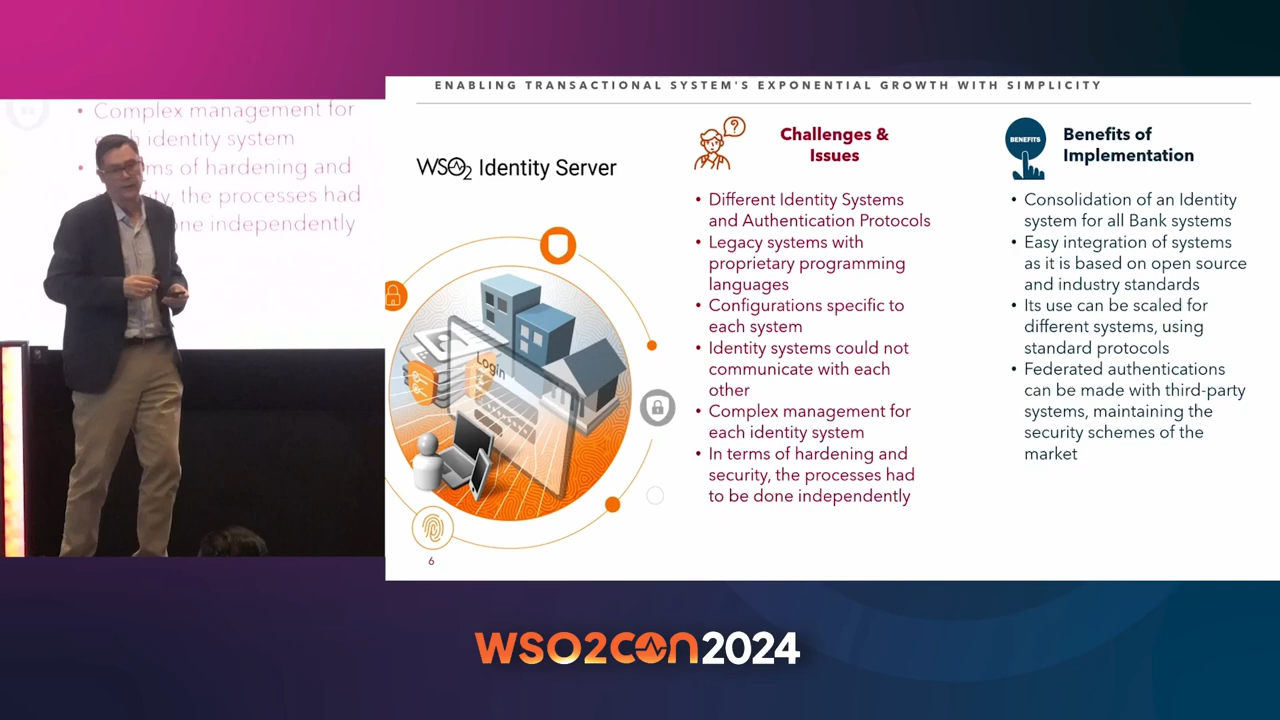 Complex management for
each identity system
ms of hardening and
ty, the processes had
one independently
ENABLING TRANSACTIONAL SYSTEM'S EXPONENTIAL GROWTH WITH SIMPLICITY
WSO2 Identity Server
Login
6
Challenges &
Issues
• Different Identity Systems
and Authentication Protocols
• Legacy systems with
proprietary programming
languages
• Configurations specific to
each system
• Identity systems could not
communicate with each
other
• Complex management for
each identity system
• In terms of hardening and
security, the processes had
to be done independently
BENEFITS
Benefits of
Implementation
• Consolidation of an Identity
system for all Bank systems
• Easy integration of systems
as it is based on open source
and industry standards
• Its use can be scaled for
different systems, using
standard protocols
• Federated authentications
can be made with third-party
systems, maintaining the
security schemes of the
market
WSO2CON2024